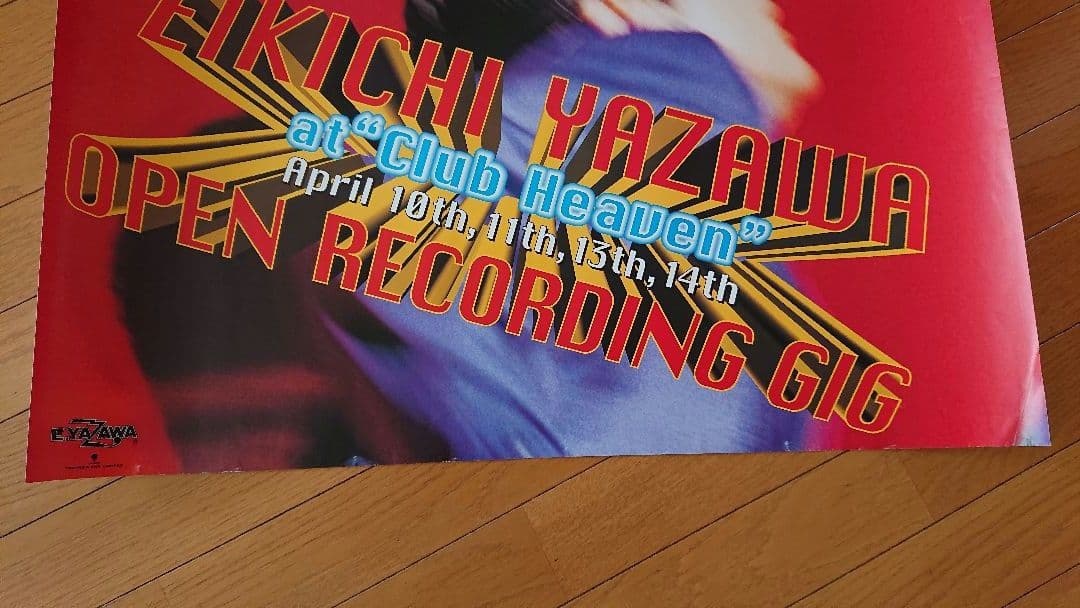 EIKICHI YAZAWA
at "Club Heaven"
April 10th, 11th, 13th, 14th
OPEN RECORDING GIG
E.YAZAWA